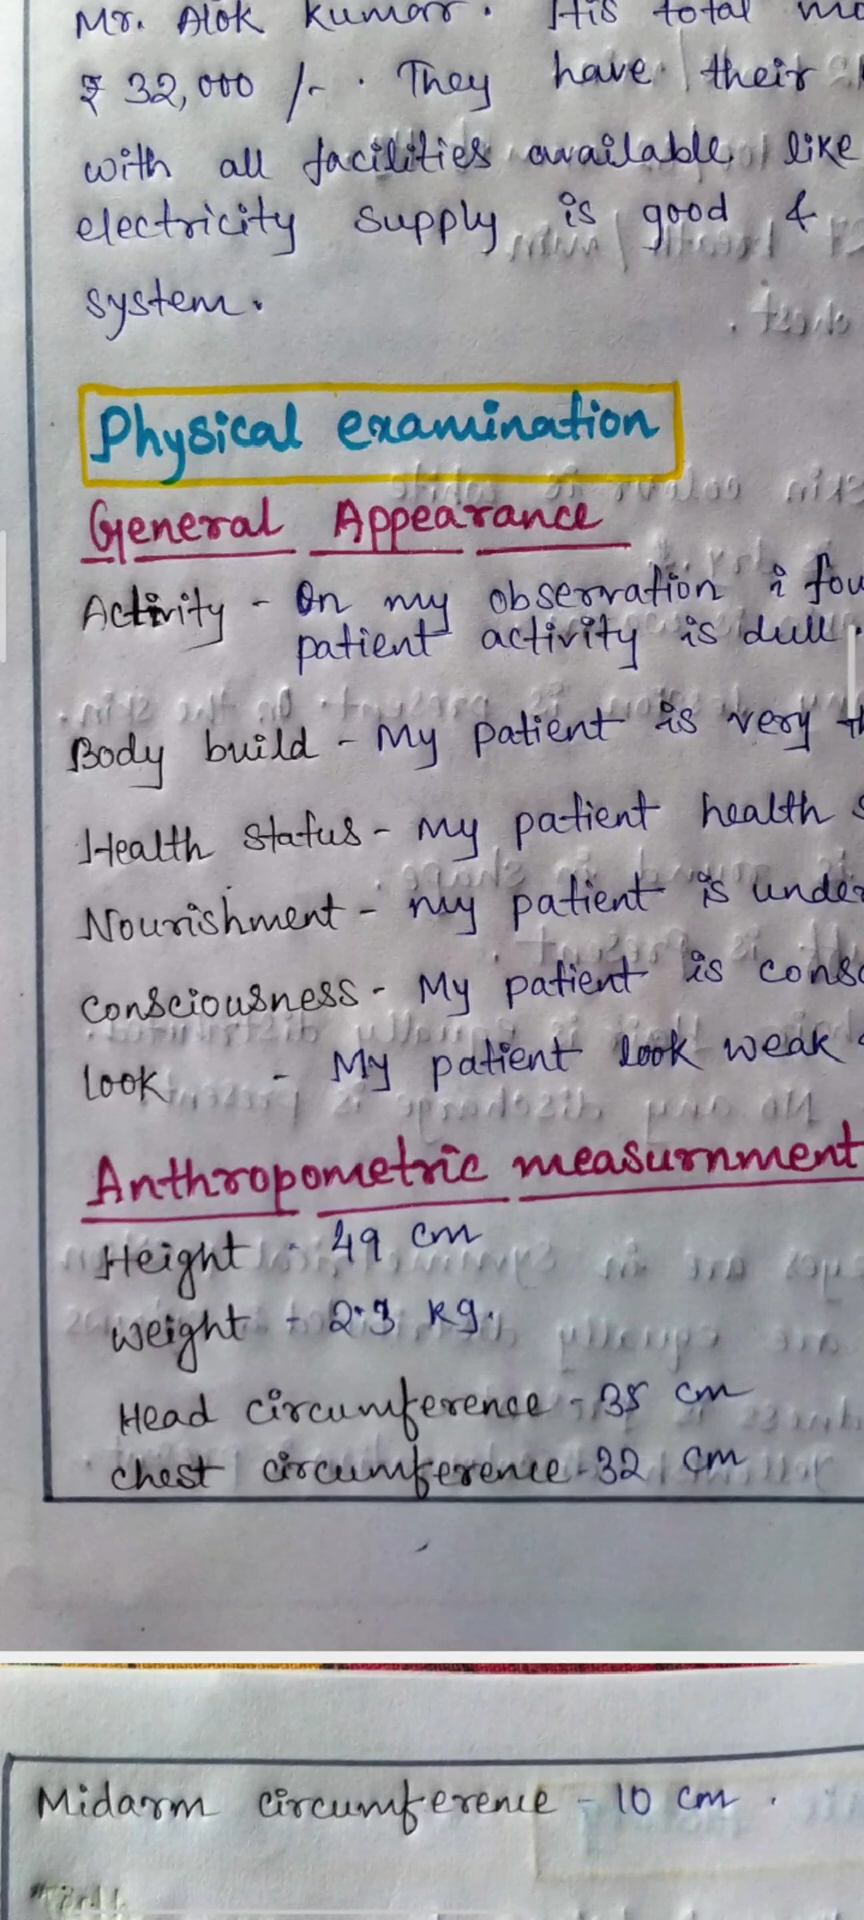 Mr. Alok Kumar. His total mo
₹ 32,000 /- . They have their
with all facilities available like
electricity supply is good &
system.
Physical examination
General Appearance
Activity - On my observation i fou
patient activity is dull.
Body build - My patient is very th
Health status - My patient health s
Nourishment - my patient is under
Consciousness - My patient is consc
Look - My patient look weak
Anthropometric measurnment
Height - 49 cm
weight - 2.3 kg.
Head circumference - 35 cm
chest circumference - 32 cm
Midarm circumference - 10 cm .